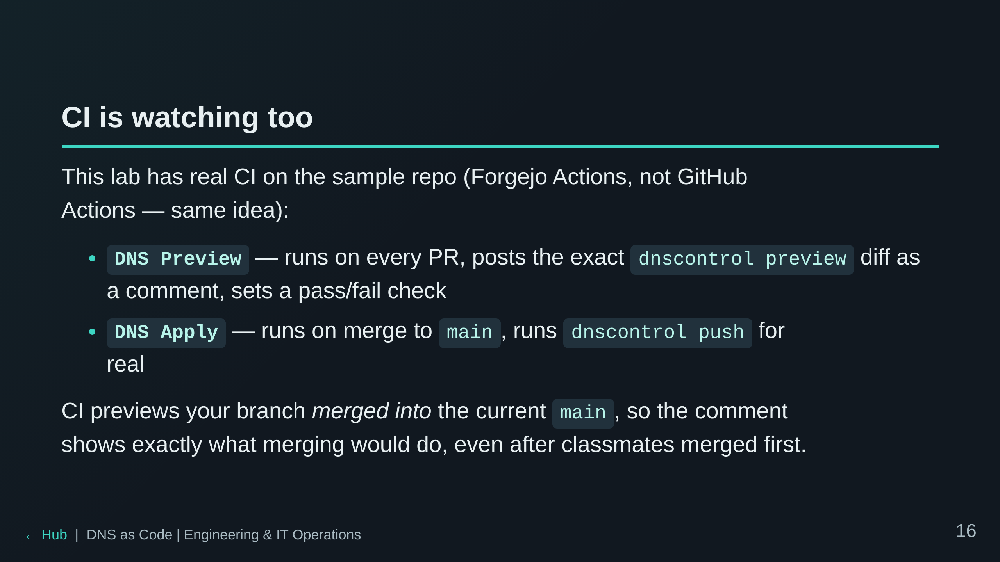 CI is watching too
This lab has real CI on the sample repo (Forgejo Actions, not GitHub
Actions — same idea):
• DNS Preview — runs on every PR, posts the exact dnscontrol preview diff as
a comment, sets a pass/fail check
• DNS Apply — runs on merge to main, runs dnscontrol push for
real
CI previews your branch merged into the current main, so the comment
shows exactly what merging would do, even after classmates merged first.
← Hub | DNS as Code | Engineering & IT Operations
16